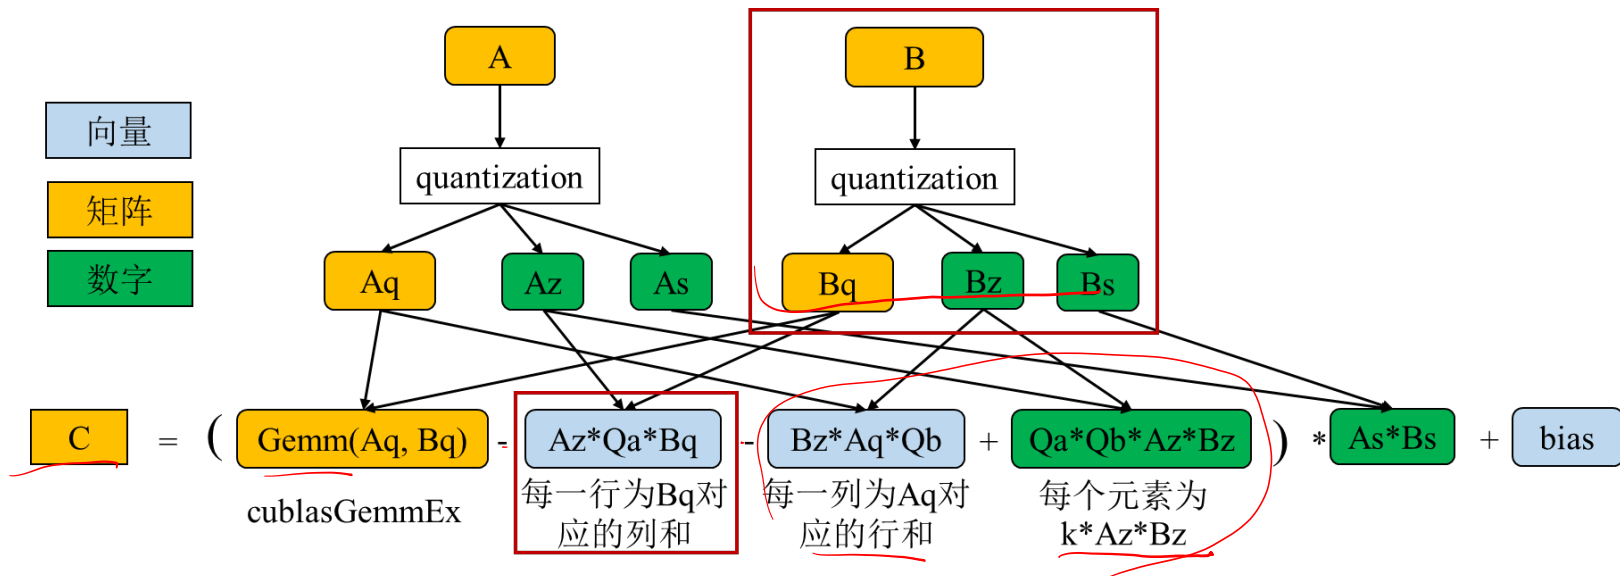 A
B
向量
quantization
quantization
矩阵
数字
Aq
Az
As
Bq
Bz
Bs
C = ( Gemm(Aq, Bq) - Az*Qa*Bq - Bz*Aq*Qb + Qa*Qb*Az*Bz ) * As*Bs + bias
cublasGemmEx
每一行为Bq对
应的列和
每一列为Aq对
应的行和
每个元素为
k*Az*Bz